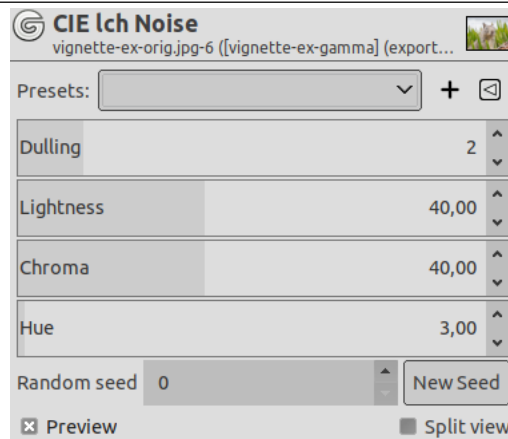 CIE lch Noise
vignette-ex-orig.jpg-6 ([vignette-ex-gamma] (export...
Presets:
Dulling 2
Lightness 40,00
Chroma 40,00
Hue 3,00
Random seed 0 New Seed
Preview Split view